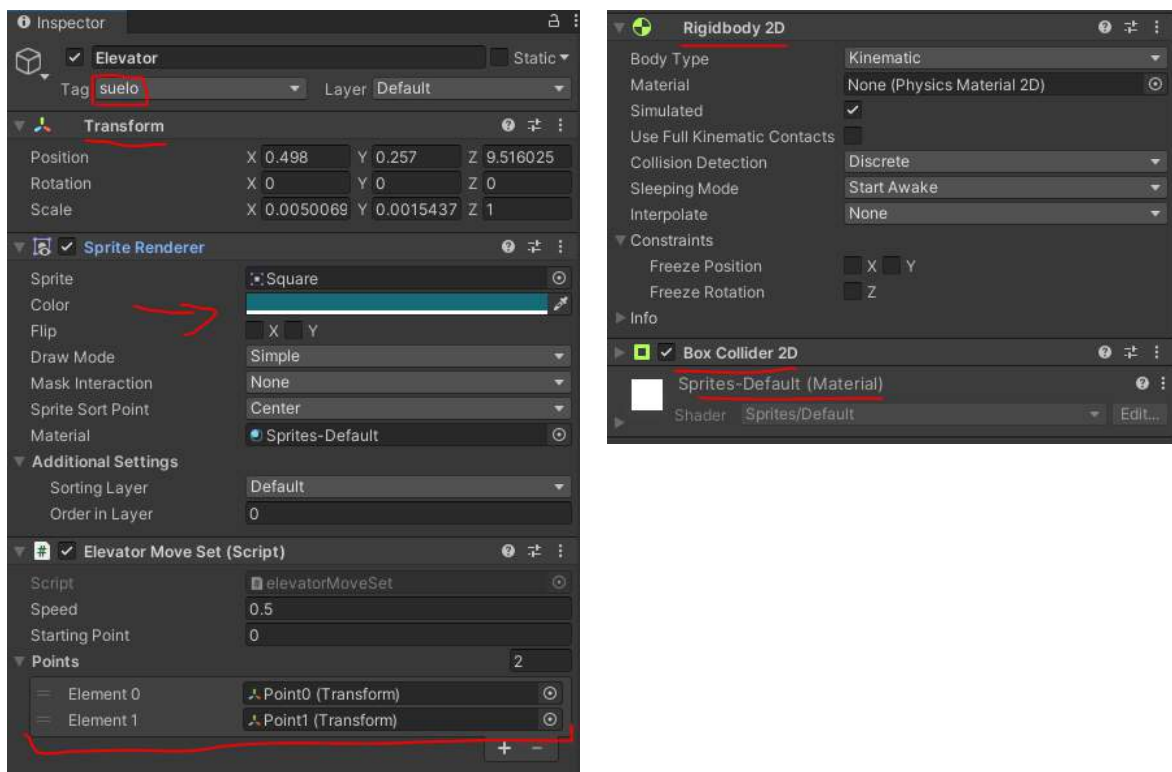 Inspector
Elevator
Static
Tag suelo Layer Default
Transform
Position X 0.498 Y 0.257 Z 9.516025
Rotation X 0 Y 0 Z 0
Scale X 0.0050069 Y 0.0015437 Z 1
Sprite Renderer
Sprite Square
Color
Flip X Y
Draw Mode Simple
Mask Interaction None
Sprite Sort Point Center
Material Sprites-Default
Additional Settings
Sorting Layer Default
Order in Layer 0
# Elevator Move Set (Script)
Script elevatorMoveSet
Speed 0.5
Starting Point 0
Points 2
Element 0 Point0 (Transform)
Element 1 Point1 (Transform)
+ -
Rigidbody 2D
Body Type Kinematic
Material None (Physics Material 2D)
Simulated
Use Full Kinematic Contacts
Collision Detection Discrete
Sleeping Mode Start Awake
Interpolate None
Constraints
Freeze Position X Y
Freeze Rotation Z
Info
Box Collider 2D
Sprites-Default (Material)
Shader Sprites/Default Edit...